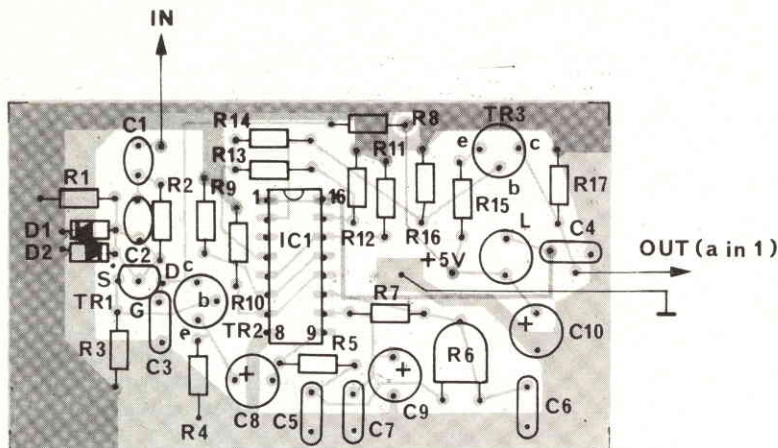 IN
C1
R14
R8
TR3
R13
R11
e
c
R1
R2
R9
b
R17
1
16
R15
D1
IC1
L
C4
D2
C2
R12
R16
OUT (a in 1)
S
D
c
+5V
G
b
R10
R7
TR1
TR2
8
9
C10
e
R3
C3
R5
R6
R4
C8
C5
C7
C9
C6
+
+
+